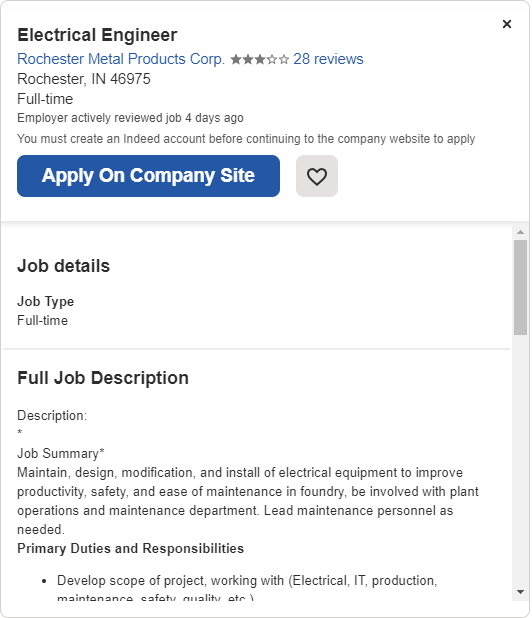 Electrical Engineer
Rochester Metal Products Corp. ★★★☆☆ 28 reviews
Rochester, IN 46975
Full-time
Employer actively reviewed job 4 days ago
You must create an Indeed account before continuing to the company website to apply
Apply On Company Site
Job details
Job Type
Full-time
Full Job Description
Description:
*
Job Summary*
Maintain, design, modification, and install of electrical equipment to improve
productivity, safety, and ease of maintenance in foundry, be involved with plant
operations and maintenance department. Lead maintenance personnel as
needed.
Primary Duties and Responsibilities
• Develop scope of project, working with (Electrical, IT, production,
maintenance, safety, quality, etc.)